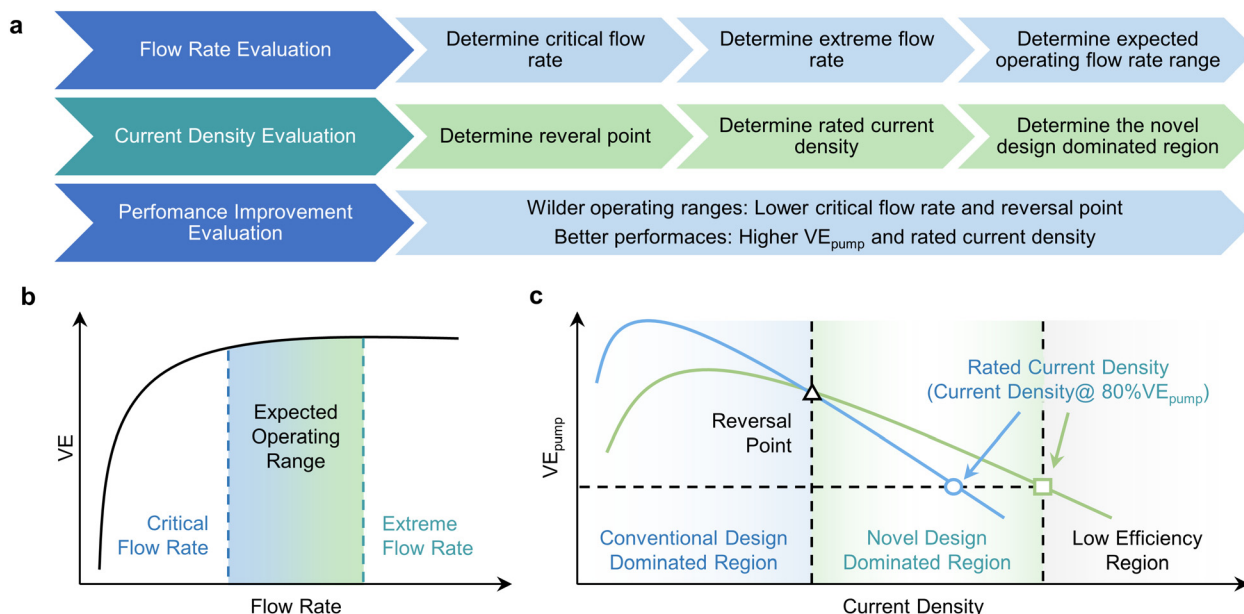 a
Flow Rate Evaluation
Determine critical flow
rate
Determine extreme flow
rate
Determine expected
operating flow rate range
Current Density Evaluation
Determine reveral point
Determine rated current
density
Determine the novel
design dominated region
Perfomance Improvement
Evaluation
Wilder operating ranges: Lower critical flow rate and reversal point
Better performaces: Higher VEpump and rated current density
b
VE
Expected
Operating
Range
Critical
Flow Rate
Extreme
Flow Rate
Flow Rate
c
VEpump
Rated Current Density
(Current Density@ 80%VEpump)
Reversal
Point
Conventional Design
Dominated Region
Novel Design
Dominated Region
Low Efficiency
Region
Current Density